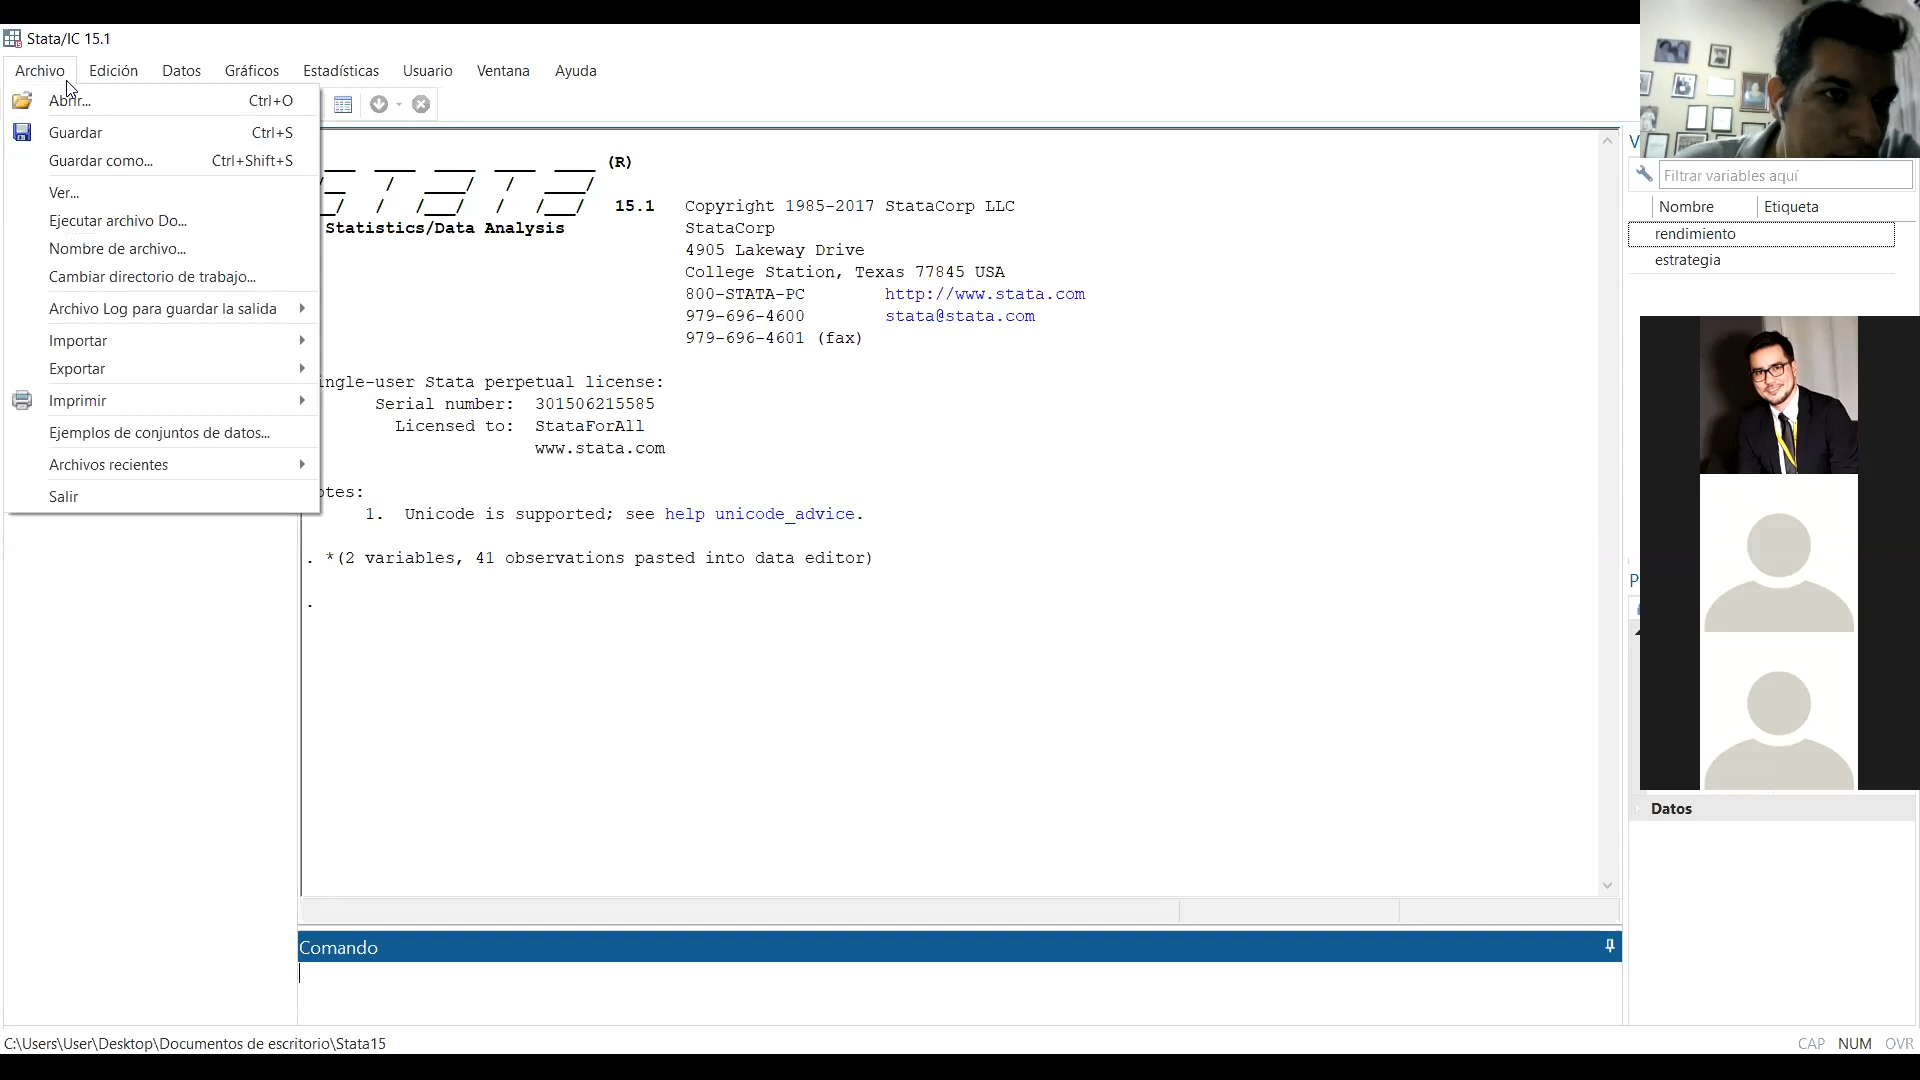 Stata/IC 15.1
Archivo Edición Datos Gráficos Estadísticas Usuario Ventana Ayuda
Abrir... Ctrl+O
Guardar Ctrl+S
Guardar como... Ctrl+Shift+S
Ver...
Ejecutar archivo Do...
Nombre de archivo...
Cambiar directorio de trabajo...
Archivo Log para guardar la salida
Importar
Exportar
Imprimir
Ejemplos de conjuntos de datos...
Archivos recientes
Salir
(R)
15.1 Copyright 1985-2017 StataCorp LLC
Statistics/Data Analysis StataCorp
4905 Lakeway Drive
College Station, Texas 77845 USA
800-STATA-PC http://www.stata.com
979-696-4600 stata@stata.com
979-696-4601 (fax)
ingle-user Stata perpetual license:
Serial number: 301506215585
Licensed to: StataForAll
www.stata.com
otes:
1. Unicode is supported; see help unicode_advice.
. *(2 variables, 41 observations pasted into data editor)
.
Comando
V
Filtrar variables aquí
Nombre Etiqueta
rendimiento
estrategia
P
Datos
C:\Users\User\Desktop\Documentos de escritorio\Stata15
CAP NUM OVR